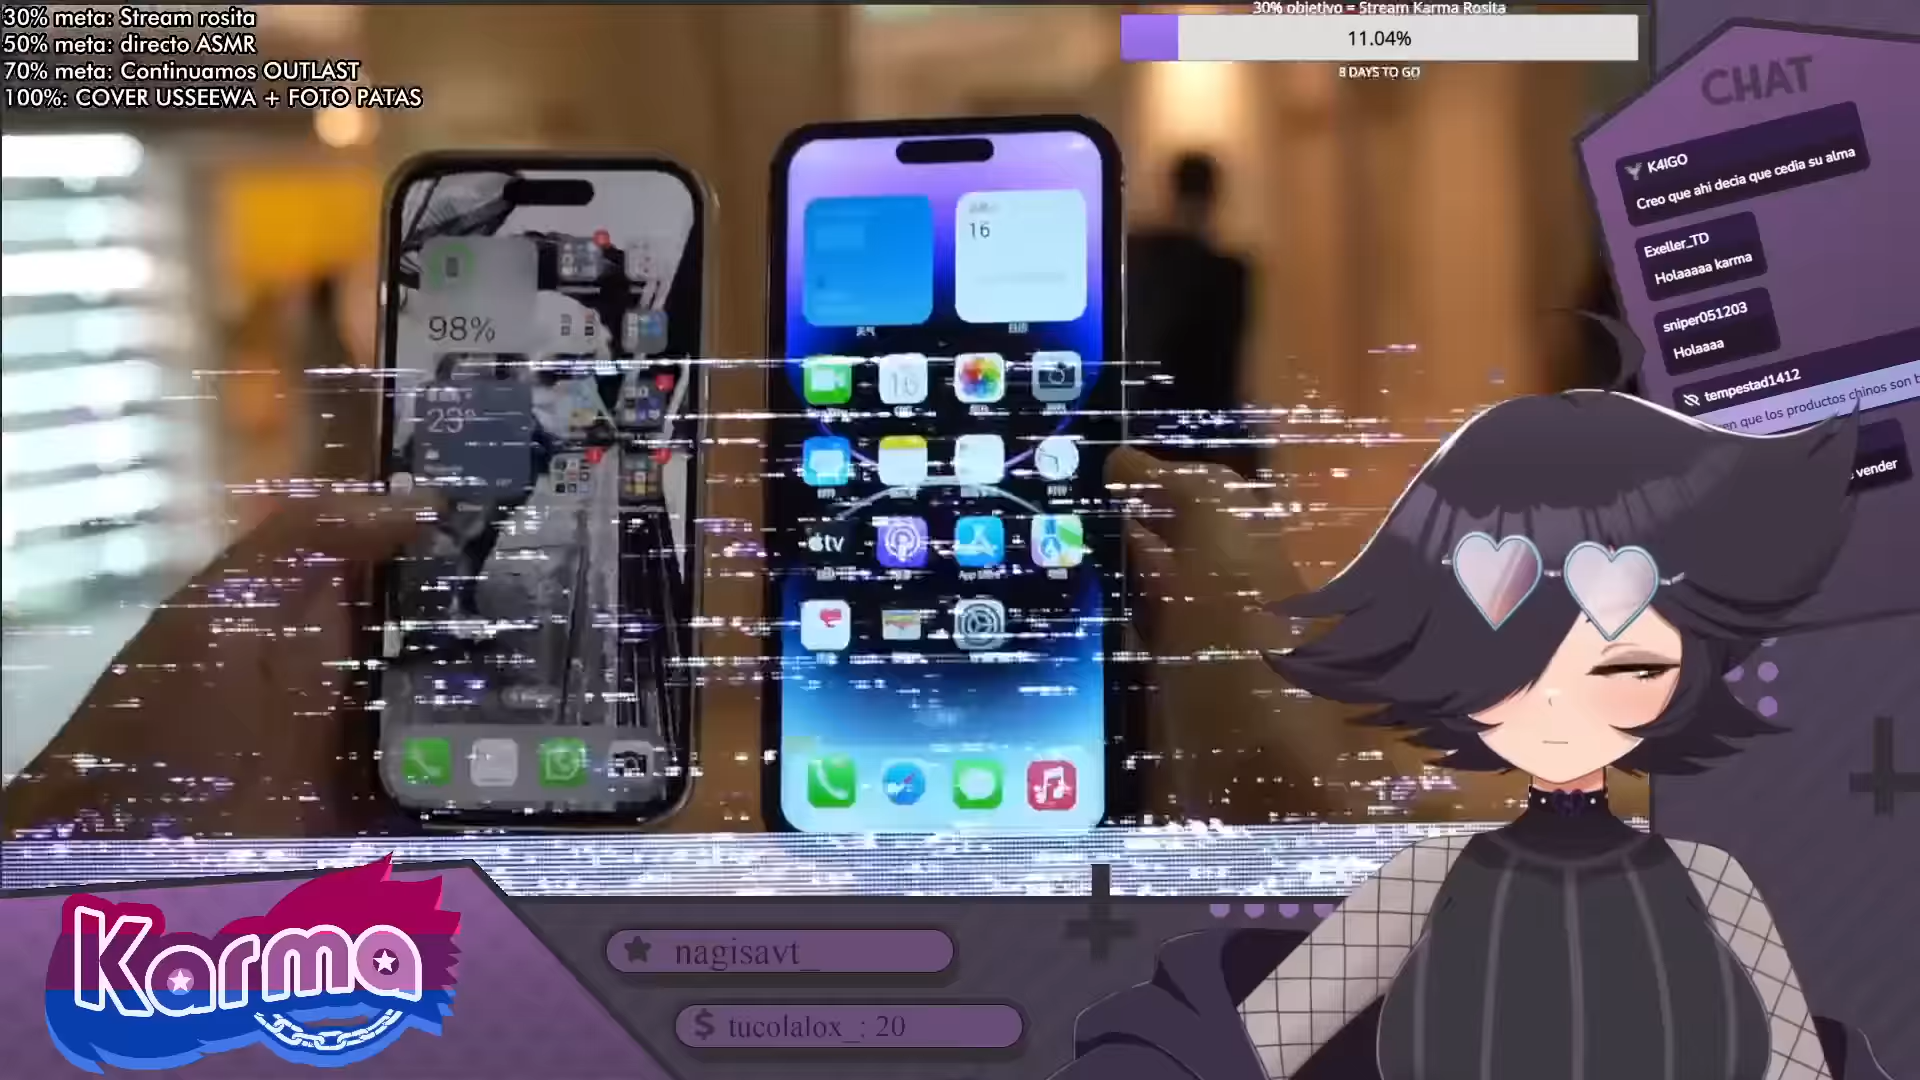 30% meta: Stream rosita
50% meta: directo ASMR
70% meta: Continuamos OUTLAST
100%: COVER USSEEWA + FOTO PATAS
30% objetivo = Stream Karma Rosita
11.04%
8 DAYS TO GO
CHAT
K4IGO
Creo que ahi decia que cedia su alma
Exeller_TD
Holaaaaa karma
sniper051203
Holaaaa
tempestad1412
que los productos chinos son
vender
98%
23°
16
16
tv
App Store
Karma
nagisavt_
$ tucolalox_: 20